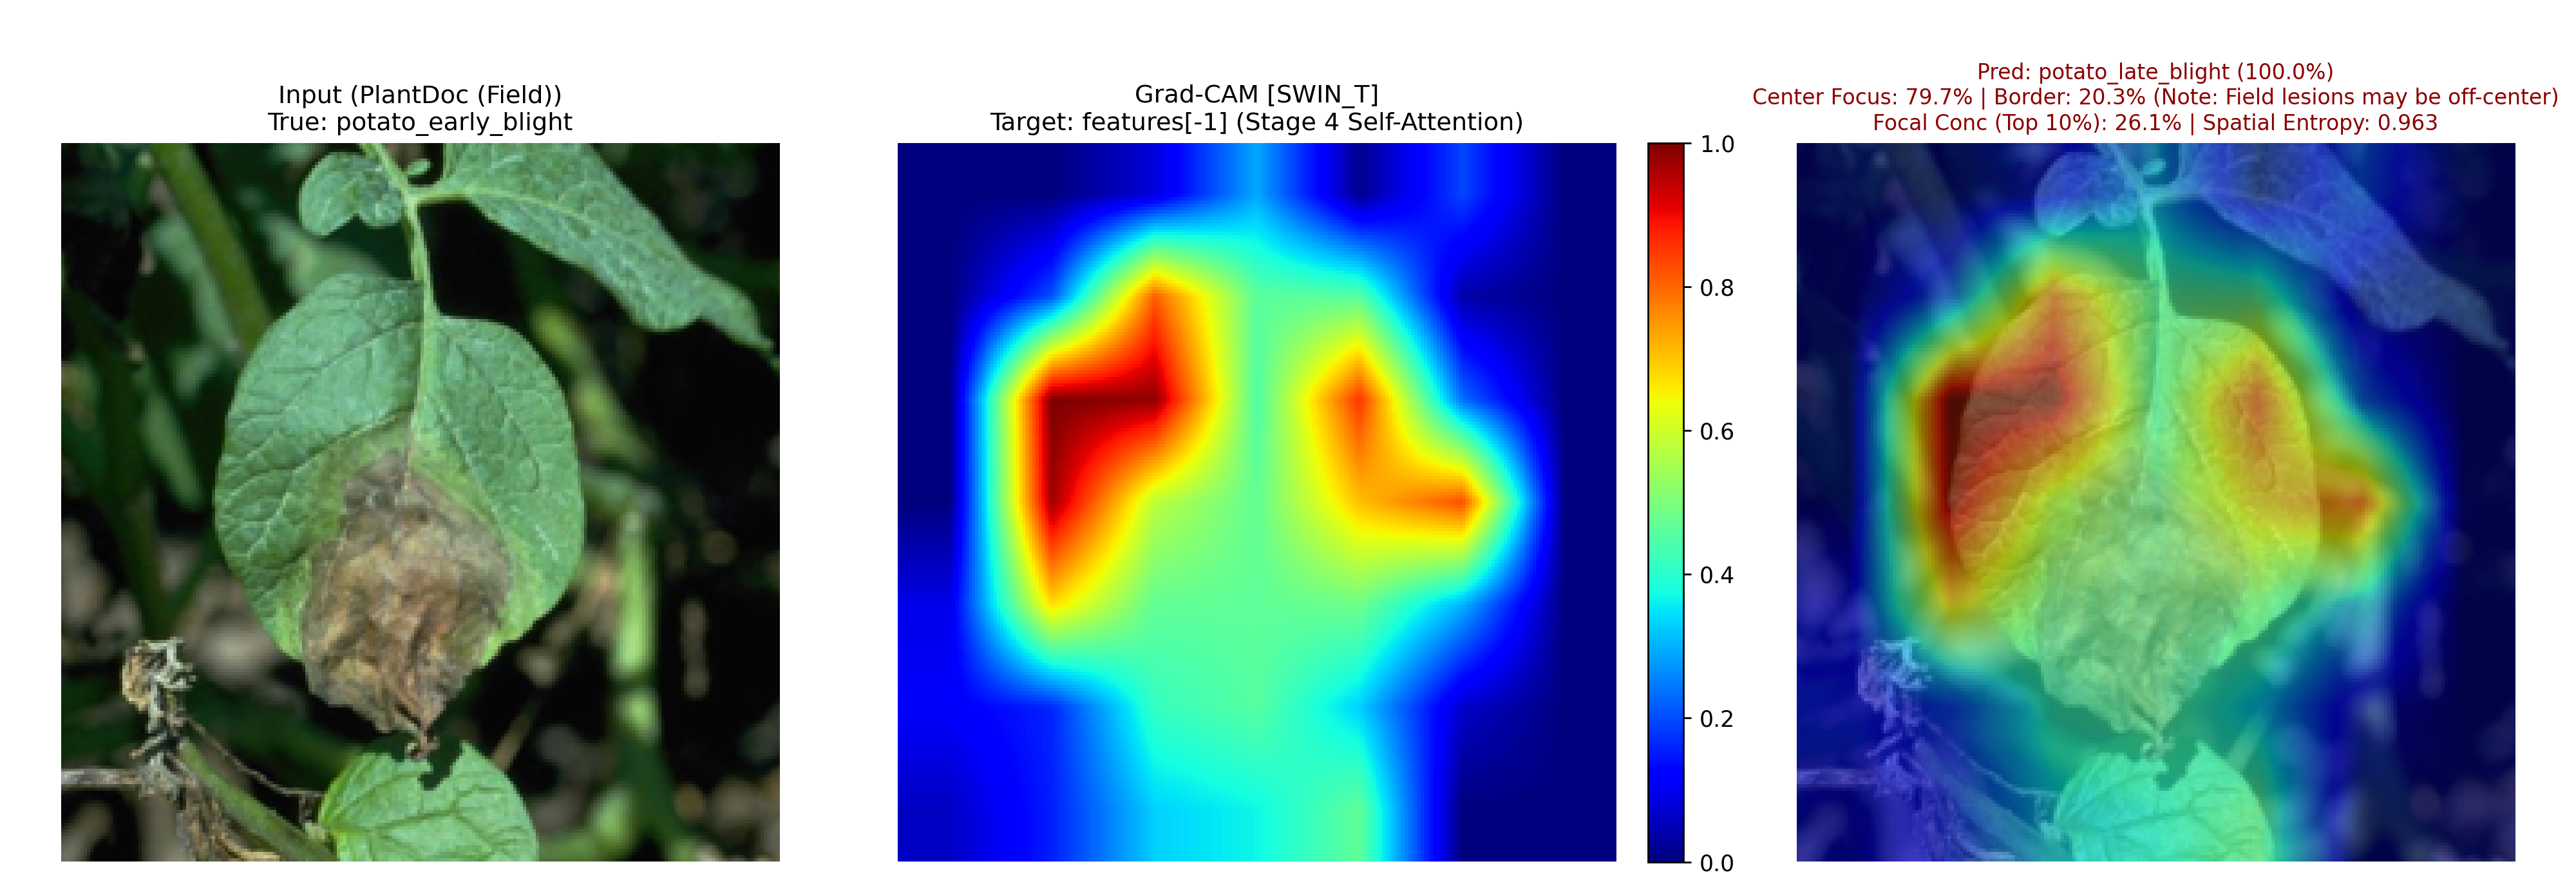 Input (PlantDoc (Field))
True: potato_early_blight
Grad-CAM [SWIN_T]
Target: features[-1] (Stage 4 Self-Attention)
1.0
0.8
0.6
0.4
0.2
0.0
Pred: potato_late_blight (100.0%)
Center Focus: 79.7% | Border: 20.3% (Note: Field lesions may be off-center)
Focal Conc (Top 10%): 26.1% | Spatial Entropy: 0.963